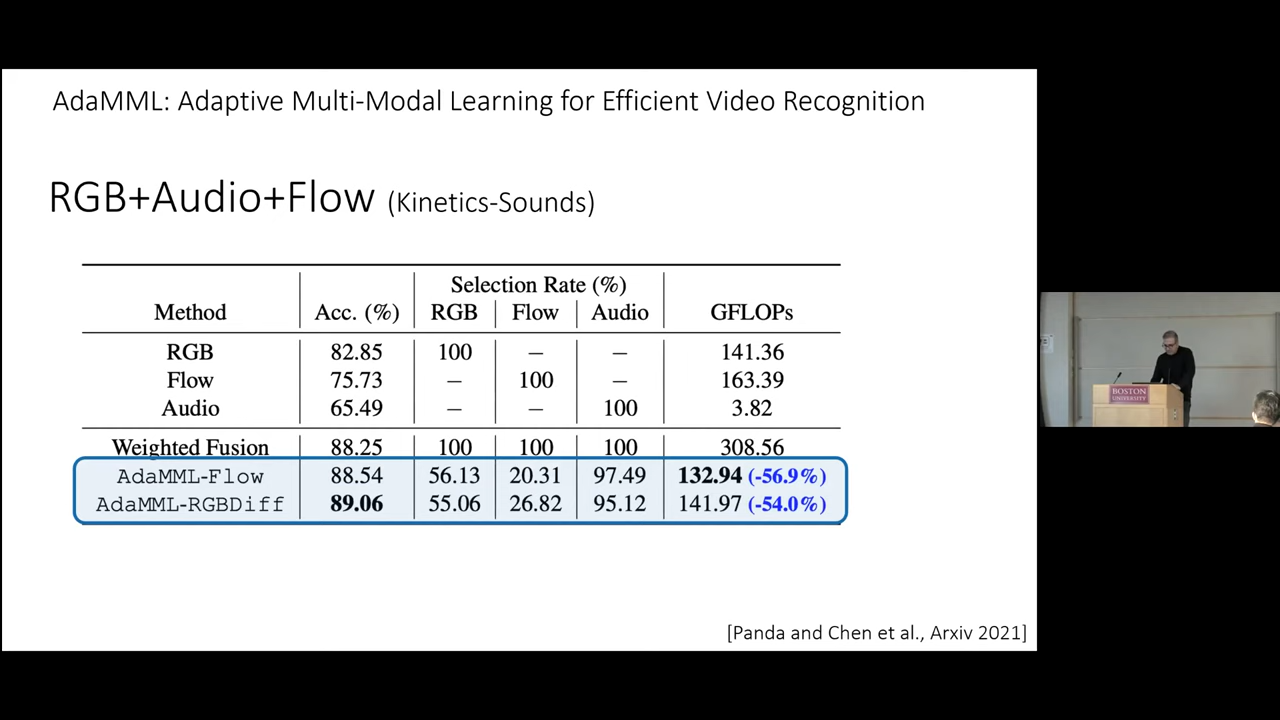 AdaMML: Adaptive Multi-Modal Learning for Efficient Video Recognition
RGB+Audio+Flow (Kinetics-Sounds)
Selection Rate (%)
Method Acc. (%) RGB Flow Audio GFLOPs
RGB 82.85 100 – – 141.36
Flow 75.73 – 100 – 163.39
Audio 65.49 – – 100 3.82
Weighted Fusion 88.25 100 100 100 308.56
AdaMML-Flow 88.54 56.13 20.31 97.49 132.94 (-56.9%)
AdaMML-RGBDiff 89.06 55.06 26.82 95.12 141.97 (-54.0%)
[Panda and Chen et al., Arxiv 2021]
BOSTON
UNIVERSITY